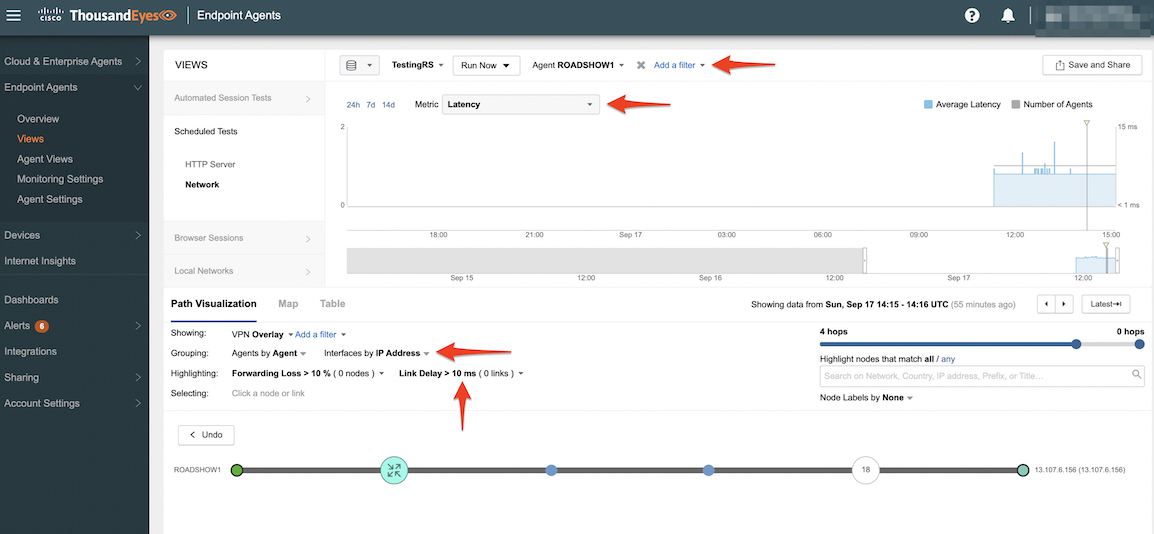 cisco ThousandEyes Endpoint Agents
Cloud & Enterprise Agents
Endpoint Agents
Overview
Views
Agent Views
Monitoring Settings
Agent Settings
Devices
Internet Insights
Dashboards
Alerts 6
Integrations
Sharing
Account Settings
VIEWS
Automated Session Tests
Scheduled Tests
HTTP Server
Network
Browser Sessions
Local Networks
TestingRS Run Now Agent ROADSHOW1 Add a filter Save and Share
24h 7d 14d Metric Latency Average Latency Number of Agents
2 15 ms
0 < 1 ms
18:00 21:00 Sep 17 03:00 06:00 09:00 12:00 15:00
Sep 15 12:00 Sep 16 12:00 Sep 17 12:00
Path Visualization Map Table Showing data from Sun, Sep 17 14:15 - 14:16 UTC (55 minutes ago) Latest
Showing: VPN Overlay Add a filter
Grouping: Agents by Agent Interfaces by IP Address
Highlighting: Forwarding Loss > 10 % ( 0 nodes ) Link Delay > 10 ms ( 0 links )
Selecting: Click a node or link
4 hops 0 hops
Highlight nodes that match all / any
Search on Network, Country, IP address, Prefix, or Title...
Node Labels by None
Undo
ROADSHOW1 18 13.107.6.156 (13.107.6.156)